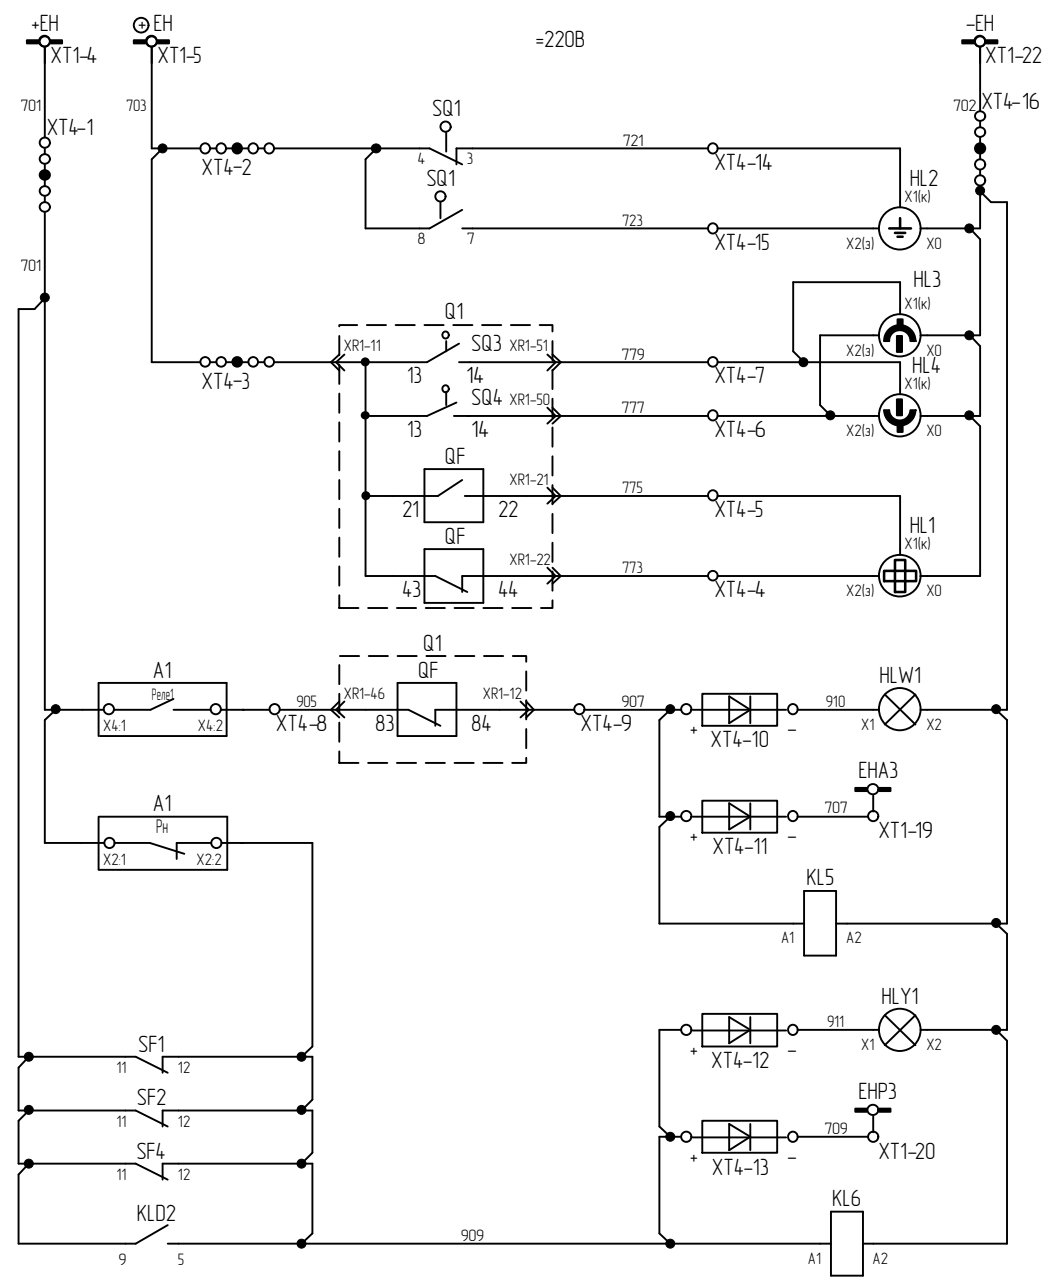 +EH
EH
=220В
–EH
XT1–4
XT1–5
XT1–22
701
703
702
XT4–16
XT4–1
SQ1
721
4
3
XT4–2
XT4–14
SQ1
HL2
X1(к)
723
8
7
XT4–15
X2(з)
X0
701
HL3
X1(к)
Q1
XR1–11
SQ3
XR1–51
779
X2(з)
X0
13
14
XT4–3
XT4–7
HL4
X1(к)
SQ4
XR1–50
777
13
14
XT4–6
X2(з)
X0
QF
XR1–21
775
21
22
XT4–5
QF
HL1
X1(к)
XR1–22
773
43
44
XT4–4
X2(з)
X0
Q1
A1
QF
HLW1
Реле1
905
XR1–46
XR1–12
907
910
X4:1
X4:2
XT4–8
83
84
XT4–9
+
XT4–10
–
X1
X2
EHA3
A1
РН
707
X2:1
X2:2
+
XT4–11
–
XT1–19
KL5
A1
A2
HLY1
911
SF1
11
12
+
XT4–12
–
X1
X2
SF2
EHP3
11
12
709
SF4
11
12
+
XT4–13
–
XT1–20
KLD2
KL6
909
9
5
A1
A2